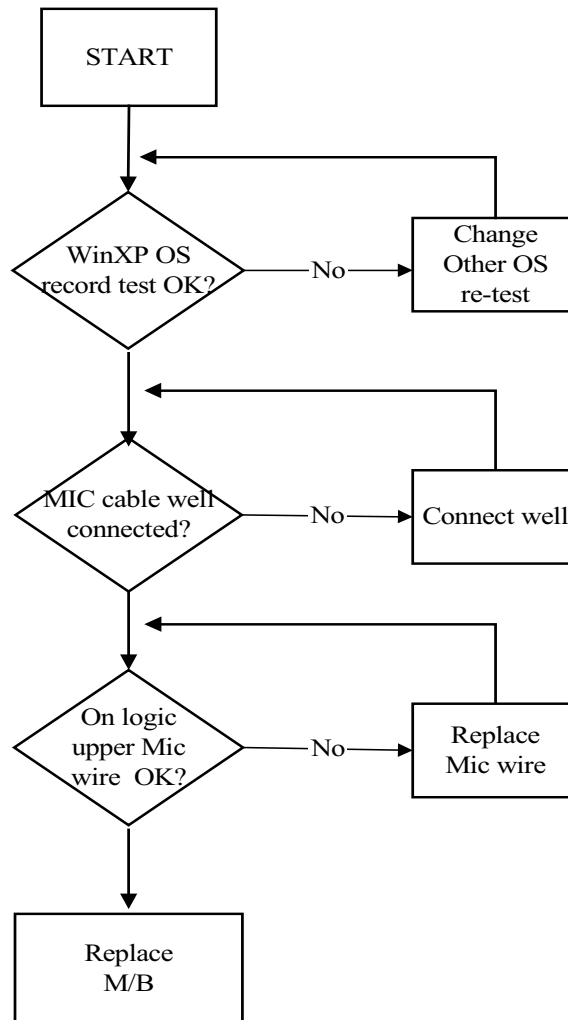 START
WinXP OS
record test OK?
No
Change
Other OS
re-test
MIC cable well
connected?
No
Connect well
On logic
upper Mic
wire  OK?
No
Replace
Mic wire
Replace
M/B